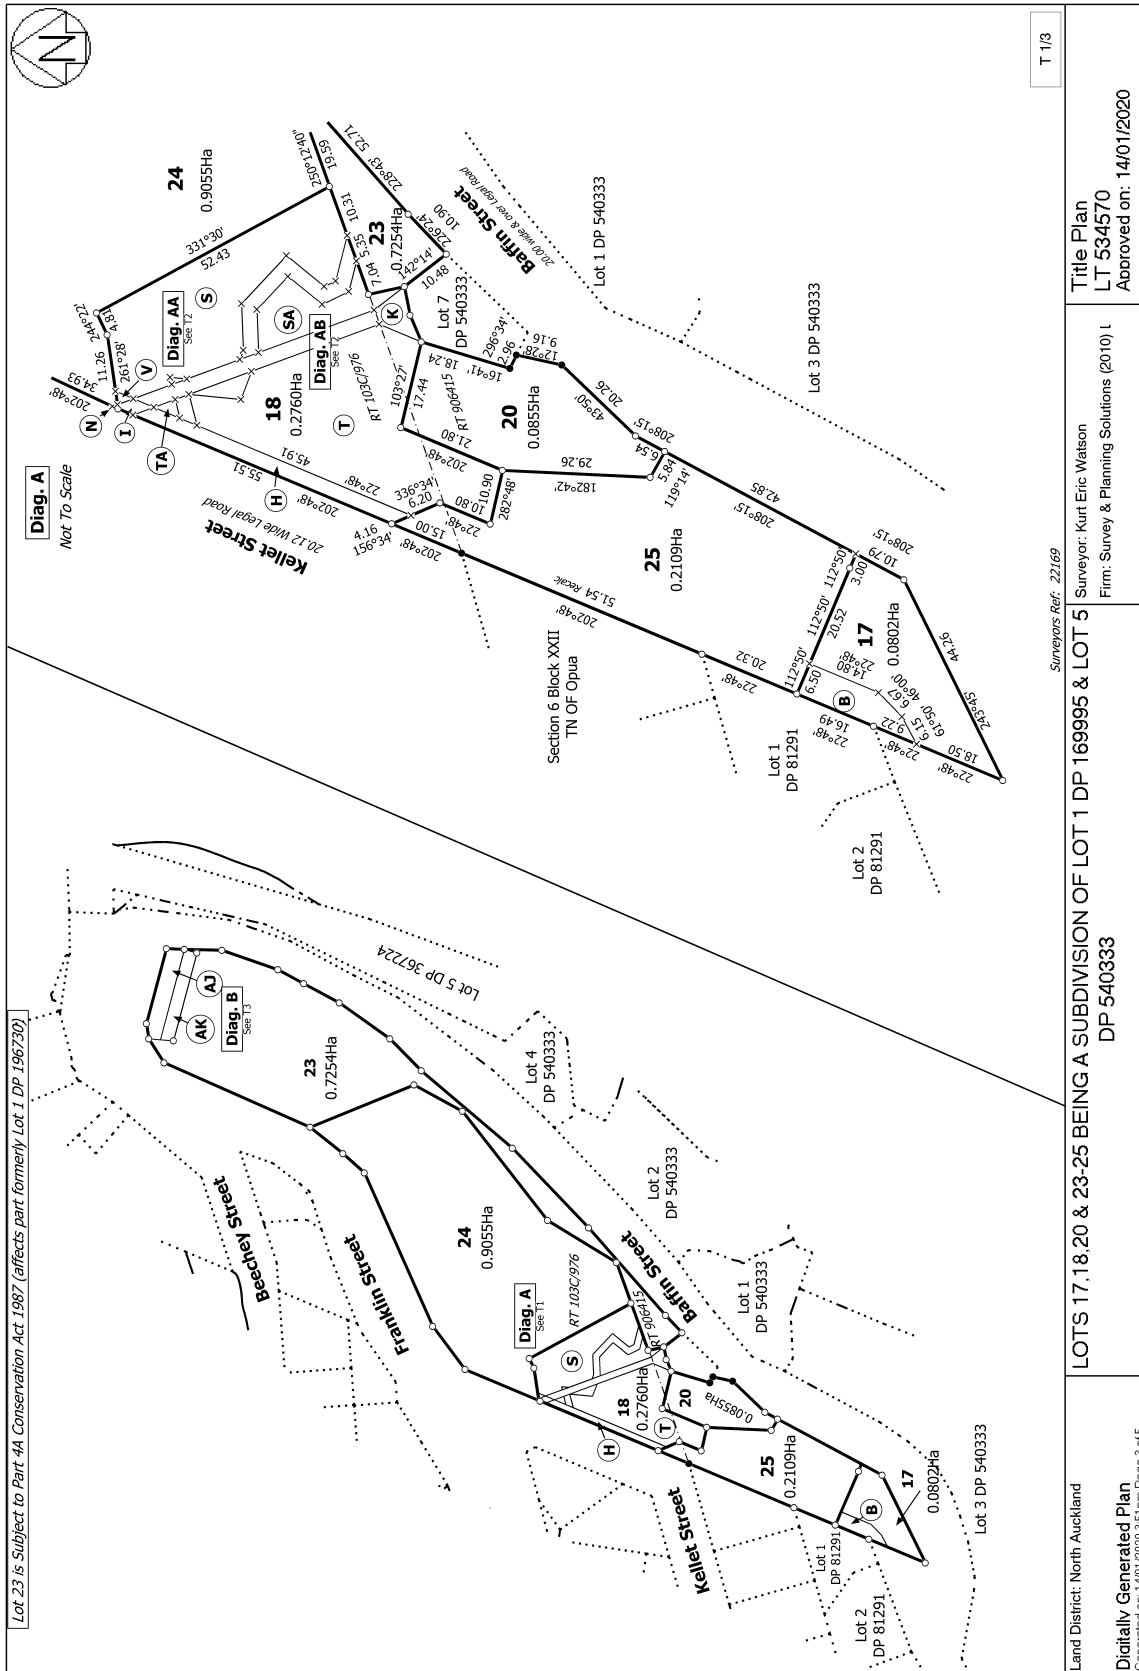 Lot 23 is Subject to Part 4A Conservation Act 1987 (affects part formerly Lot 1 DP 196730)
Beechey Street
Franklin Street
Kellet Street
Baffin Street
AJ
AK
Diag. B
See T3
23
0.7254Ha
Lot 5 DP 367224
Lot 4
DP 540333
24
0.9055Ha
Lot 2
DP 540333
Diag. A
See T1
RT 103C/976
RT 906415
S
18
0.2760Ha
T
H
20
0.0855Ha
Lot 1
DP 540333
25
0.2109Ha
17
0.0802Ha
B
Lot 1
DP 81291
Lot 2
DP 81291
Lot 3 DP 540333
N
Diag. A
Not To Scale
24
0.9055Ha
250°12'40"
19.59
331°30'
52.43
244°22'
4.81
11.26
161°28'
34.93
202°48'
N
I
V
TA
H
Diag. AA
See T2
S
SA
Diag. AB
See T2
18
0.2760Ha
T
RT 103C/976
10.31
5.35
7.04
23
0.7254Ha
228°43'
52.71
226°24'
10.90
142°14'
10.48
K
Baffin Street
20.00 wide & over Legal Road
Lot 7
DP 540333
Lot 1 DP 540333
Lot 3 DP 540333
Kellet Street
20.12 Wide Legal Road
55.51
202°48'
45.91
22°48'
4.16
156°34'
336°34'
6.20
15.00
202°48'
10.80
22°48'
10.90
282°48'
21.80
202°48'
103°27'
17.44
RT 906415
18.24
16°41'
296°34'
2.96
9.16
12°28'
20
0.0855Ha
20.26
43°50'
29.26
182°42'
6.54
208°15'
5.84
119°14'
25
0.2109Ha
42.85
208°15'
51.54 Recalc
202°48'
Section 6 Block XXII
TN OF Opua
20.32
22°48'
112°50'
6.50
112°50'
20.52
112°50'
3.00
10.79
208°15'
17
0.0802Ha
44.26
243°45'
22°48'
14.80
6.67
46°00'
6.15
61°50'
B
16.49
22°48'
9.22
22°48'
18.50
22°48'
Lot 1
DP 81291
Lot 2
DP 81291
T 1/3
Surveyors Ref: 22169
Land District: North Auckland
Digitally Generated Plan
LOTS 17,18,20 & 23-25 BEING A SUBDIVISION OF LOT 1 DP 169995 & LOT 5
DP 540333
Surveyor: Kurt Eric Watson
Firm: Survey & Planning Solutions (2010) L
Title Plan
LT 534570
Approved on: 14/01/2020